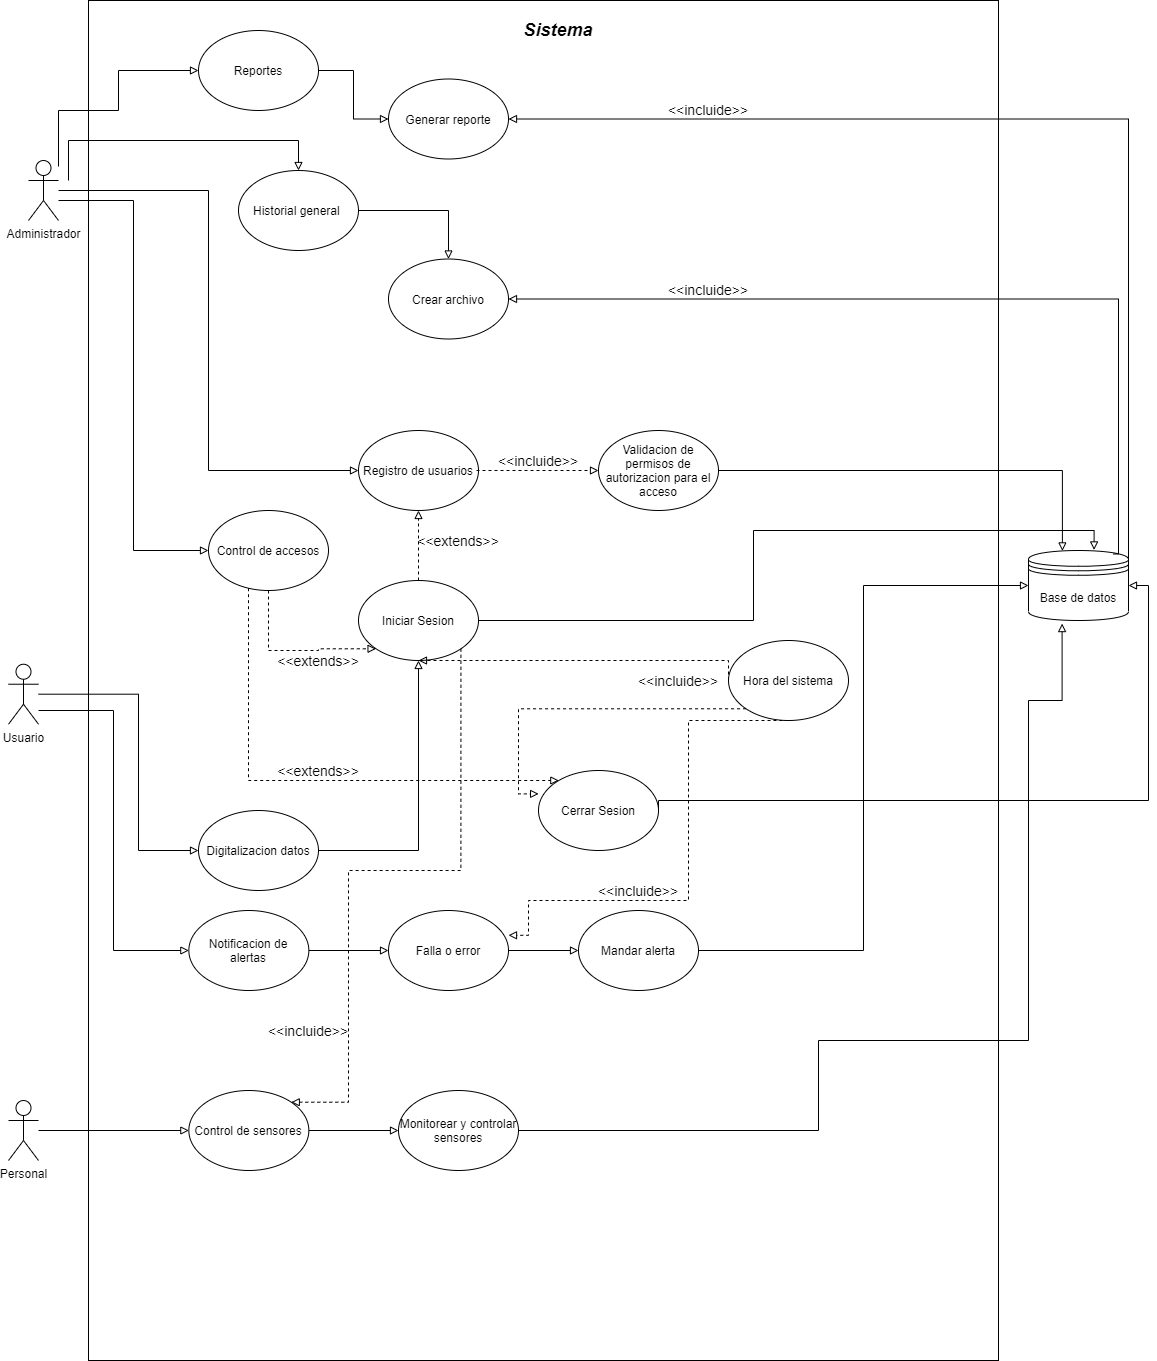 Sistema
Reportes
Generar reporte
<<incluide>>
Administrador
Historial general
Crear archivo
<<incluide>>
Registro de usuarios
<<incluide>>
Validacion de
permisos de
autorizacion para el
acceso
Control de accesos
<<extends>>
Iniciar Sesion
Base de datos
<<extends>>
<<incluide>>
Hora del sistema
Usuario
<<extends>>
Cerrar Sesion
Digitalizacion datos
<<incluide>>
Notificacion de
alertas
Falla o error
Mandar alerta
<<incluide>>
Control de sensores
Monitorear y controlar
sensores
Personal